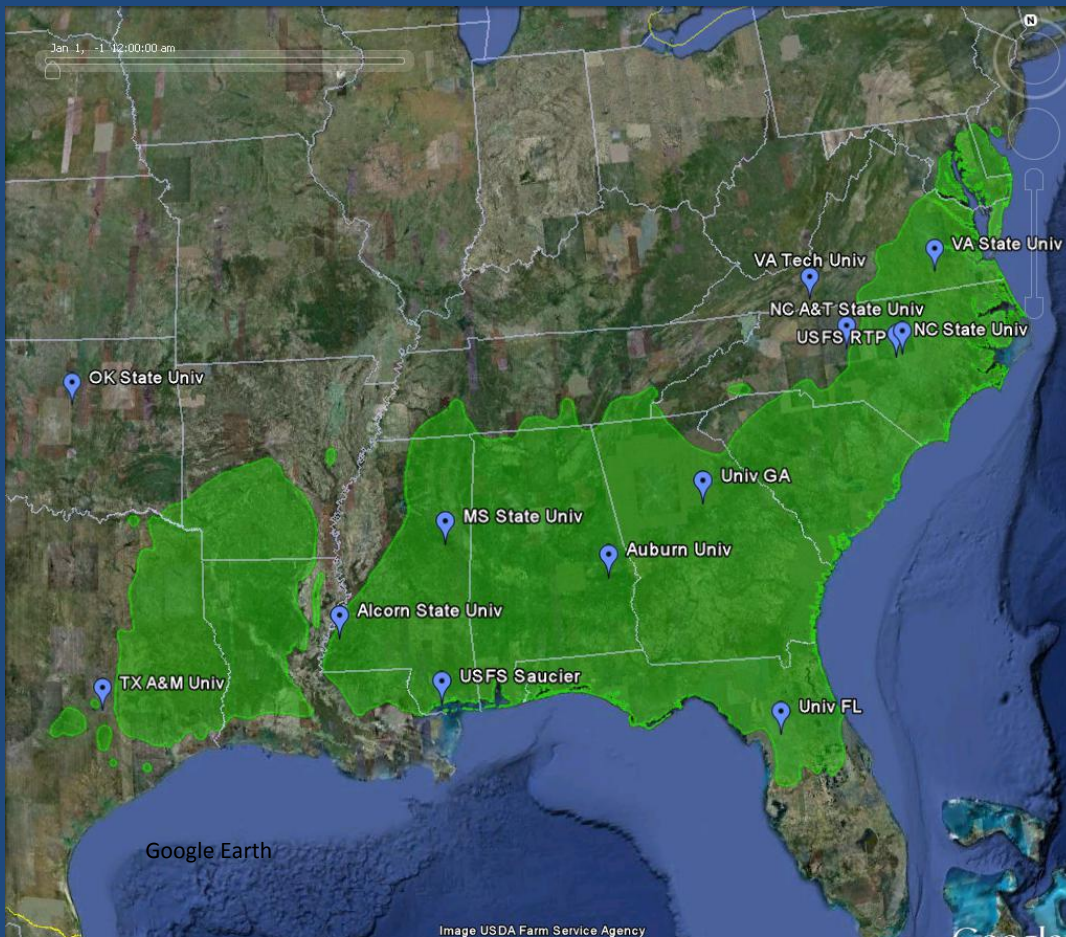 N
Jan 1, -1 12:00:00 am
VA State Univ
VA Tech Univ
NC A&T State Univ
USFS RTP
NC State Univ
OK State Univ
Univ GA
MS State Univ
Auburn Univ
Alcorn State Univ
USFS Saucier
TX A&M Univ
Univ FL
Google Earth
Image USDA Farm Service Agency
Google